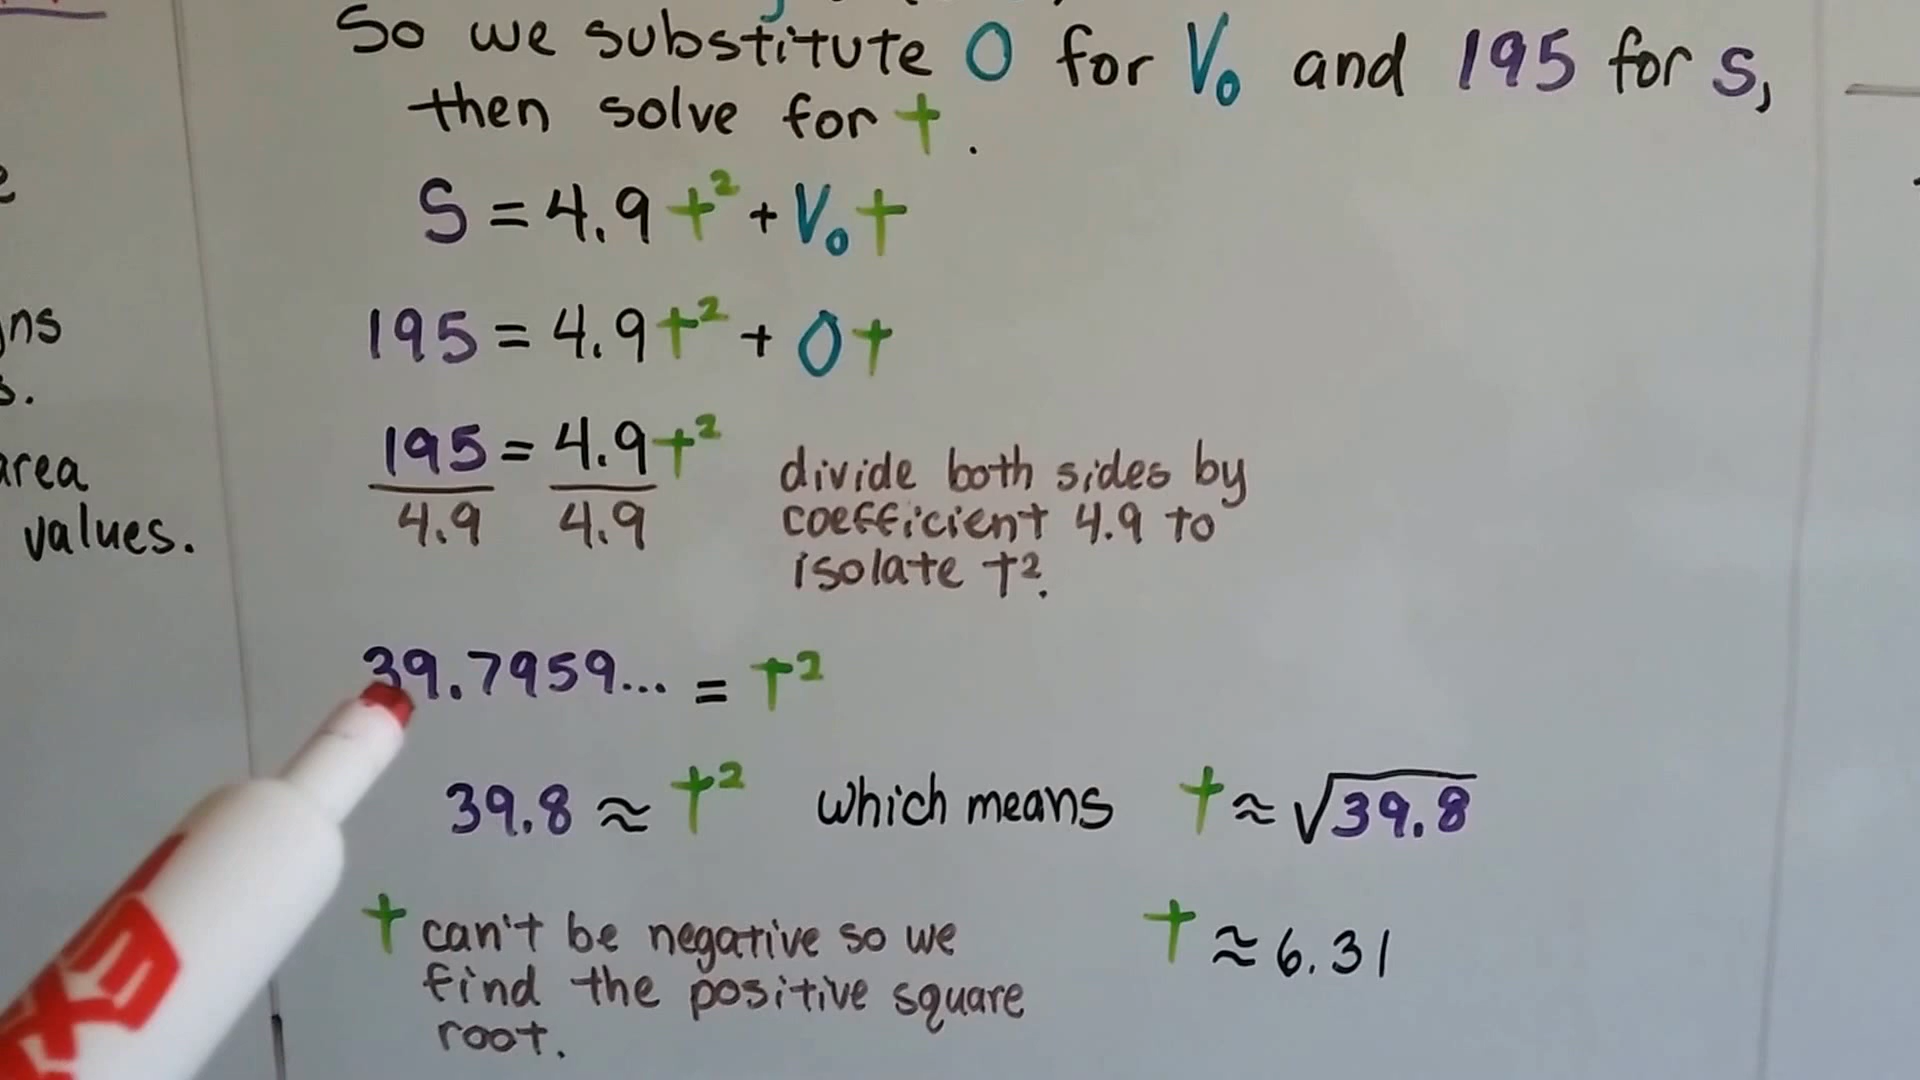 So we substitute 0 for V₀ and 195 for s,
then solve for t.
S = 4.9t² + V₀t
195 = 4.9t² + 0t
195 = 4.9t²
4.9 4.9
divide both sides by
coefficient 4.9 to
isolate t².
39.7959... = t²
39.8 ≈ t² which means t ≈ √39.8
t can't be negative so we
find the positive square
root.
t ≈ 6.31
area
values.